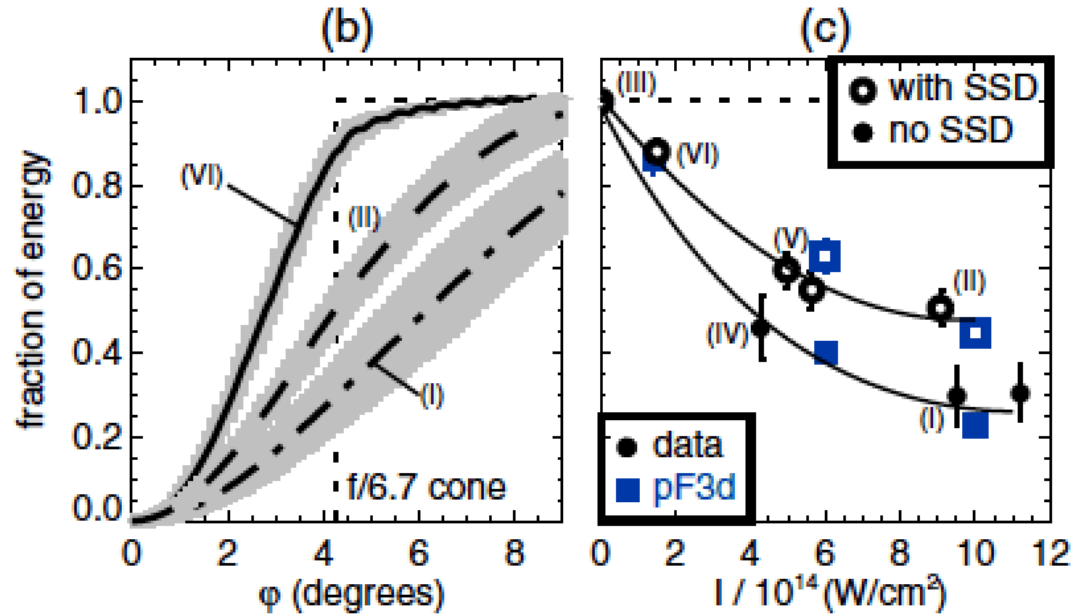 (b)
fraction of energy
1.0
0.8
0.6
0.4
0.2
0.0
(VI)
(II)
(I)
f/6.7 cone
0 2 4 6 8
φ (degrees)
(c)
(III)
with SSD
no SSD
(VI)
(V)
(II)
(IV)
(I)
data
pF3d
0 2 4 6 8 10 12
I / 10¹⁴ (W/cm²)